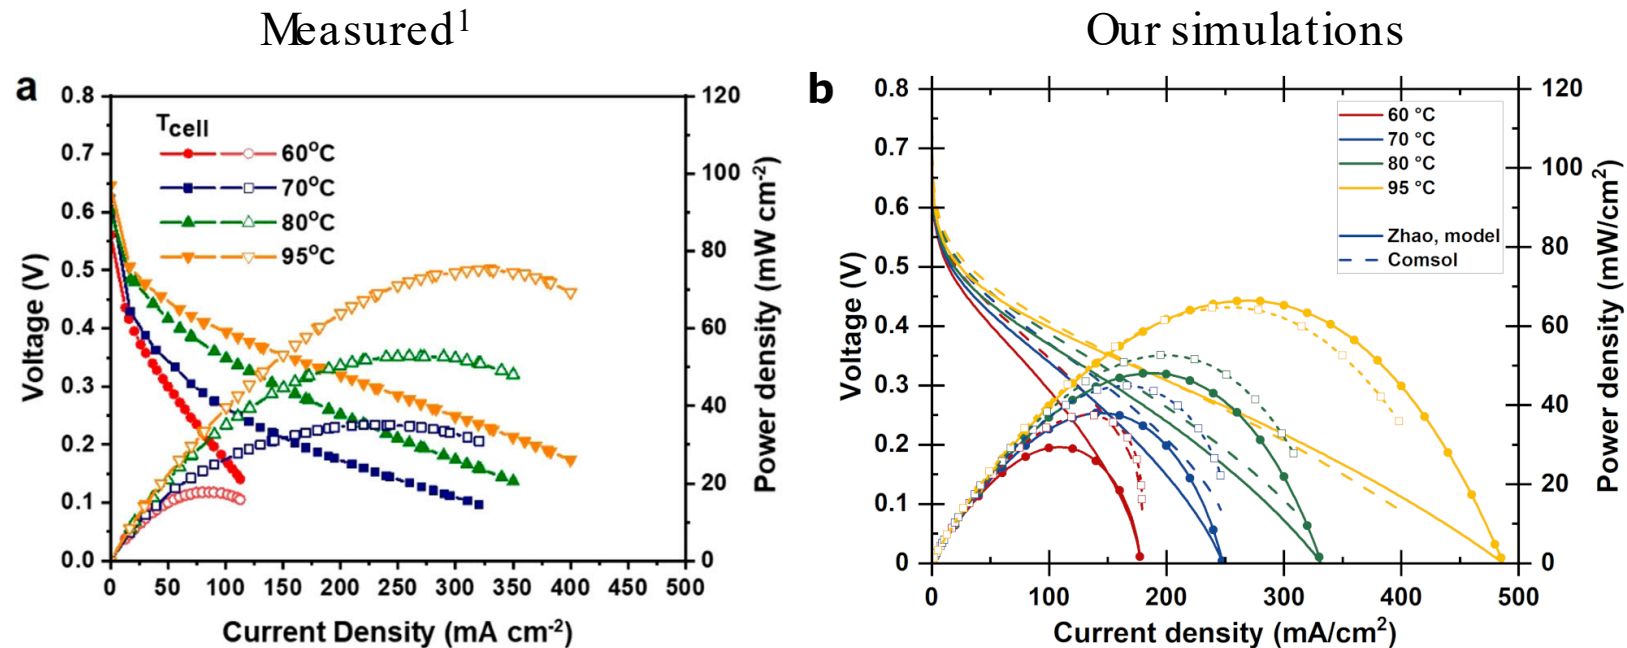 Measured1
Our simulations
a
0.8
0.7
0.6
0.5
0.4
0.3
0.2
0.1
0.0
Voltage (V)
Tcell
60oC
70oC
80oC
95oC
120
100
80
60
40
20
0
Power density (mW cm-2)
0 50 100 150 200 250 300 350 400 450 500
Current Density (mA cm-2)
b
0.8
0.7
0.6
0.5
0.4
0.3
0.2
0.1
0
Voltage (V)
60 °C
70 °C
80 °C
95 °C
Zhao, model
Comsol
120
100
80
60
40
20
0
Power density (mW/cm2)
0 100 200 300 400 500
Current density (mA/cm2)